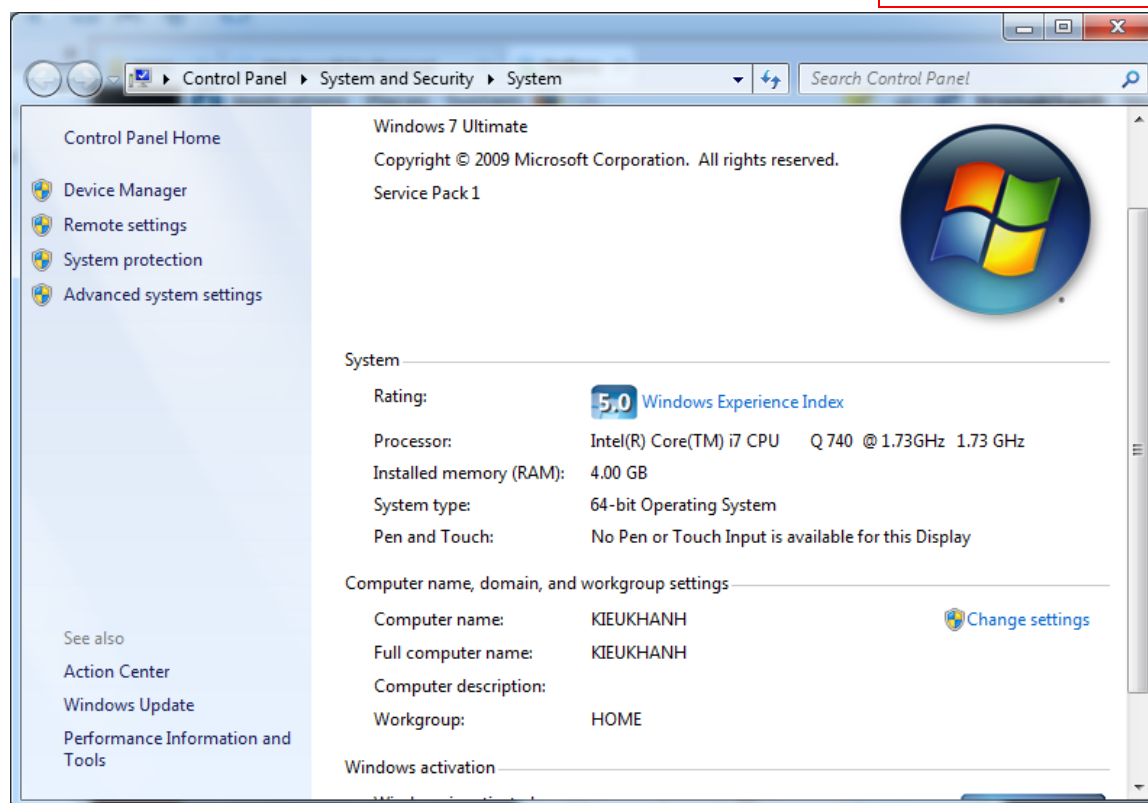 Control Panel System and Security System
Search Control Panel
Control Panel Home
Device Manager
Remote settings
System protection
Advanced system settings
See also
Action Center
Windows Update
Performance Information and
Tools
Windows 7 Ultimate
Copyright © 2009 Microsoft Corporation. All rights reserved.
Service Pack 1
System
Rating: 5.0 Windows Experience Index
Processor: Intel(R) Core(TM) i7 CPU Q 740 @ 1.73GHz 1.73 GHz
Installed memory (RAM): 4.00 GB
System type: 64-bit Operating System
Pen and Touch: No Pen or Touch Input is available for this Display
Computer name, domain, and workgroup settings
Computer name: KIEUKHANH Change settings
Full computer name: KIEUKHANH
Computer description:
Workgroup: HOME
Windows activation